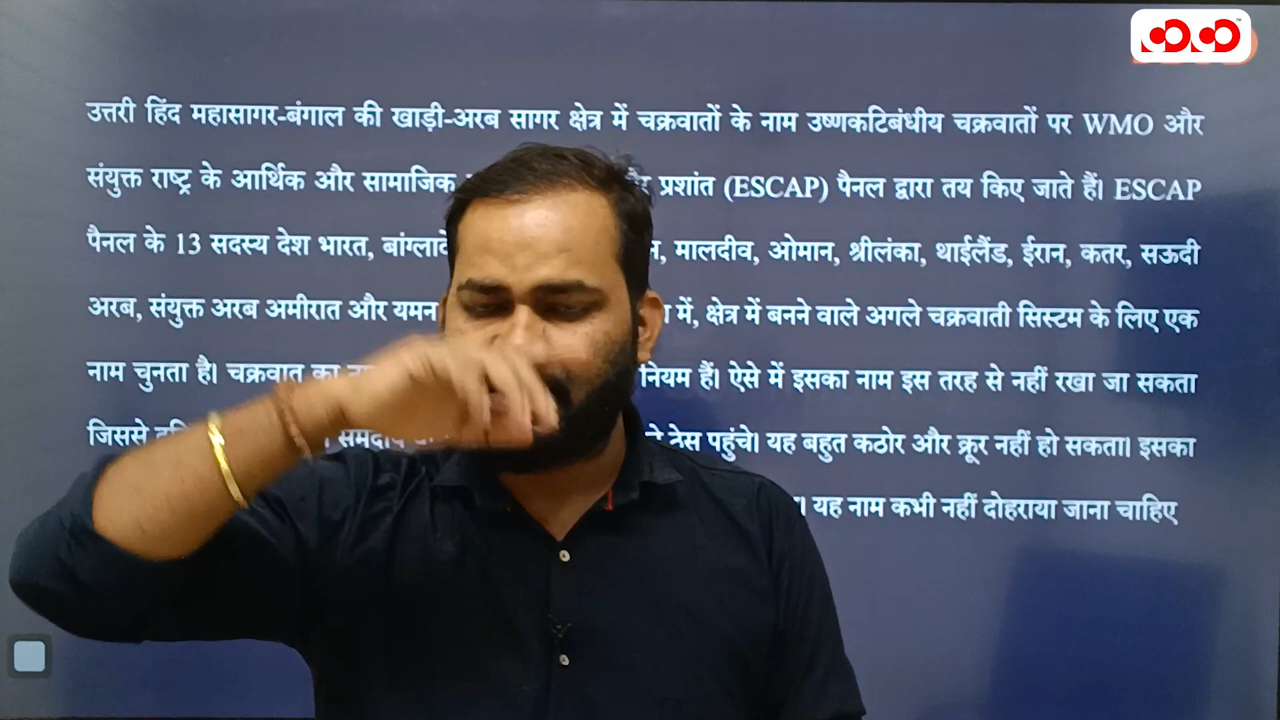 उत्तरी हिंद महासागर-बंगाल की खाड़ी-अरब सागर क्षेत्र में चक्रवातों के नाम उष्णकटिबंधीय चक्रवातों पर WMO और
संयुक्त राष्ट्र के आर्थिक और सामाजिक प्रशांत (ESCAP) पैनल द्वारा तय किए जाते हैं। ESCAP
पैनल के 13 सदस्य देश भारत, मालदीव, ओमान, श्रीलंका, थाईलैंड, ईरान, कतर, सऊदी
अरब, संयुक्त अरब अमीरात और यमन में, क्षेत्र में बनने वाले अगले चक्रवाती सिस्टम के लिए एक
नाम चुनता है। चक्रवात का नियम हैं। ऐसे में इसका नाम इस तरह से नहीं रखा जा सकता
जिससे ठेस पहुंचे। यह बहुत कठोर और क्रूर नहीं हो सकता। इसका
यह नाम कभी नहीं दोहराया जाना चाहिए